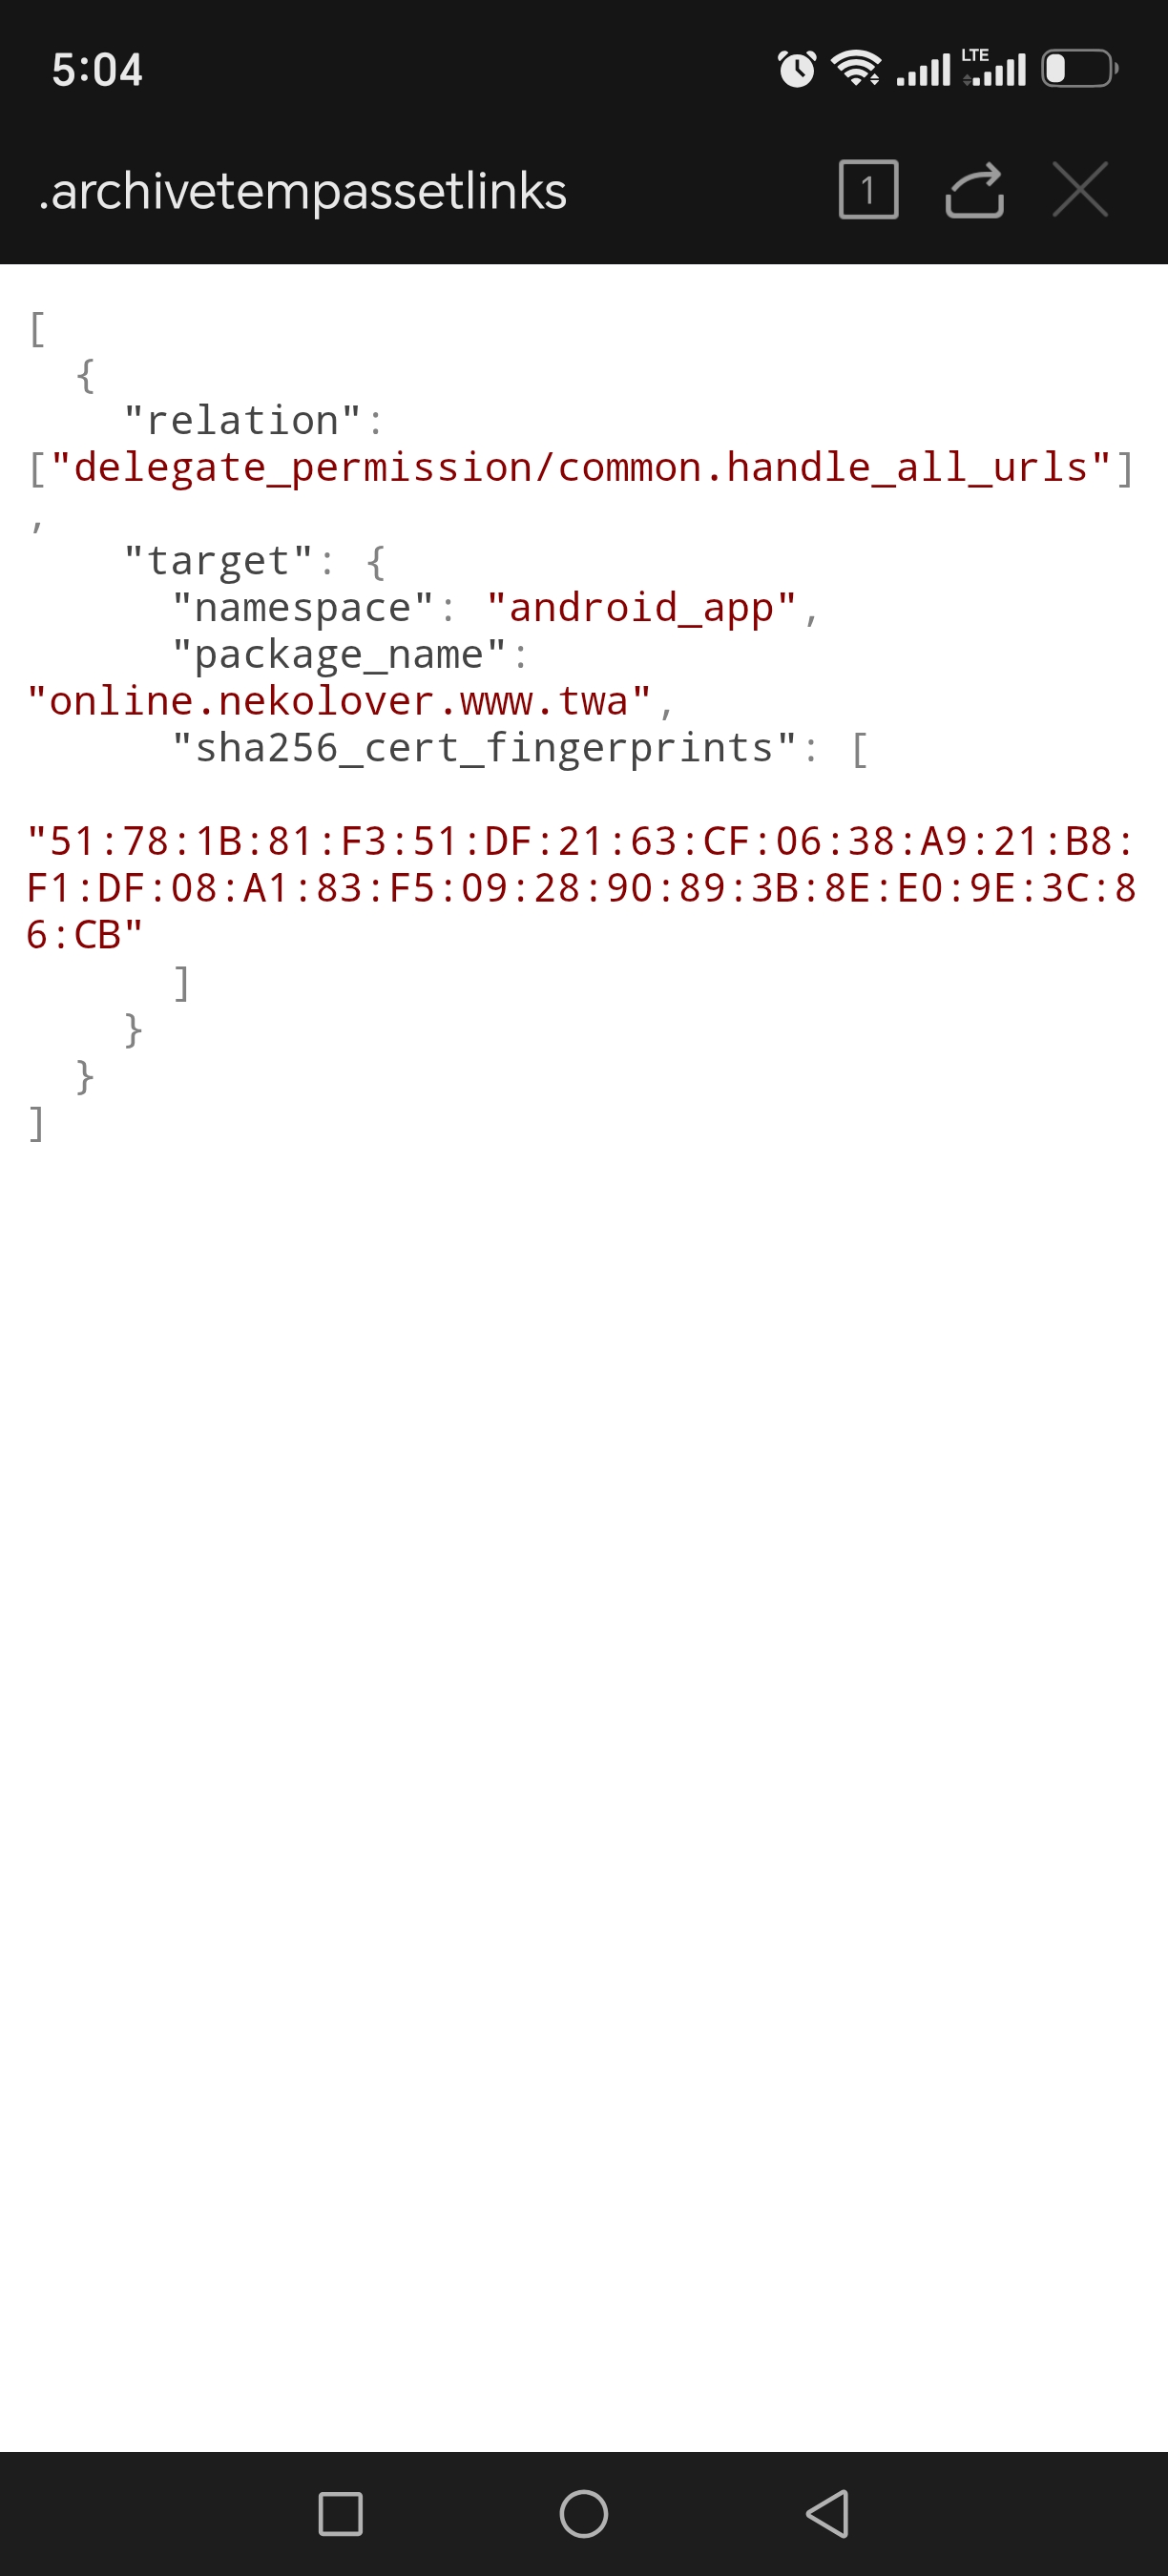 5:04
LTE
.archivetempassetlinks
1
[
  {
    "relation":
["delegate_permission/common.handle_all_urls"]
,
    "target": {
      "namespace": "android_app",
      "package_name":
"online.nekolover.www.twa",
      "sha256_cert_fingerprints": [
"51:78:1B:81:F3:51:DF:21:63:CF:06:38:A9:21:B8:
F1:DF:08:A1:83:F5:09:28:90:89:3B:8E:E0:9E:3C:8
6:CB"
      ]
    }
  }
]